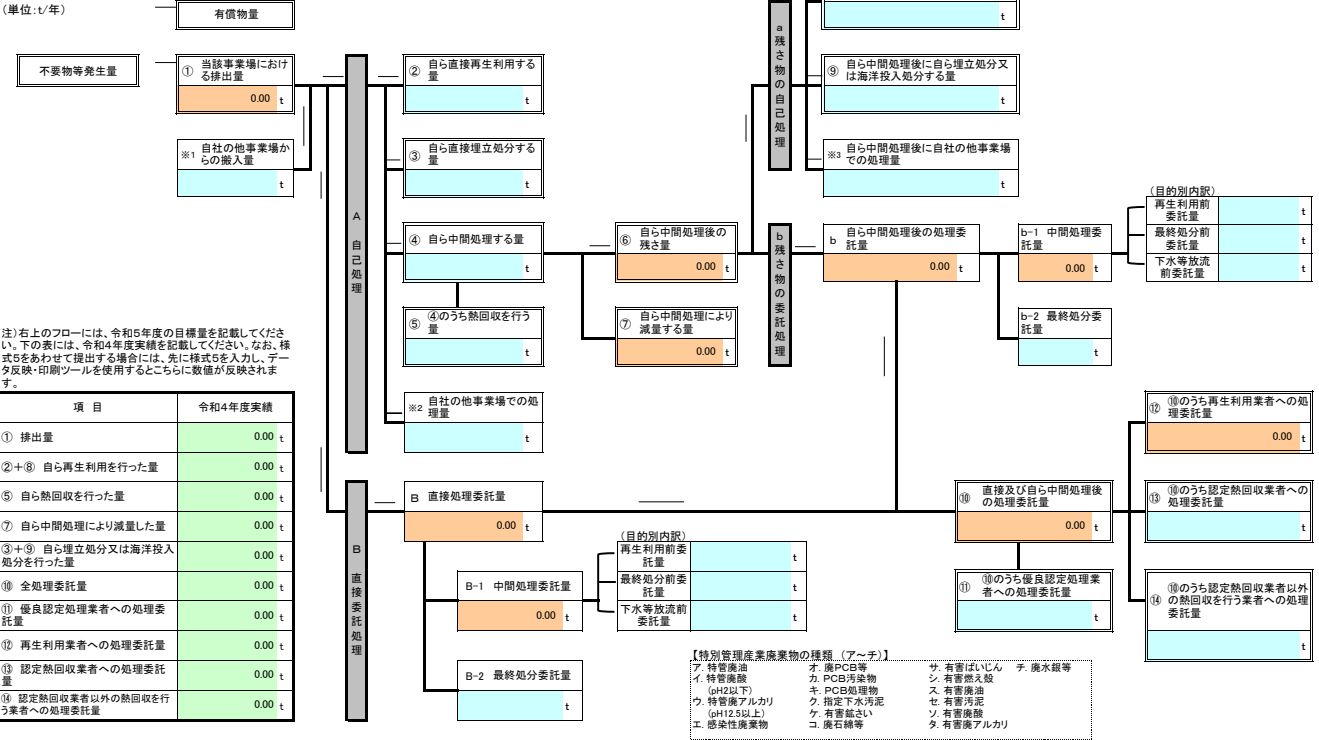 （単位：t/年）
有償物量
t
不要物等発生量
① 当該事業場におけ
る排出量
0.00 t
※1 自社の他事業場か
らの搬入量
t
A 自己処理
② 自ら直接再生利用する
量
t
③ 自ら直接埋立処分する
量
t
④ 自ら中間処理する量
t
⑤ ④のうち熱回収を行う
量
t
※2 自社の他事業場での処
理量
t
⑥ 自ら中間処理後の
残さ量
0.00 t
⑦ 自ら中間処理により
減量する量
0.00 t
a 残さ物の自己処理
⑨ 自ら中間処理後に自ら埋立処分又
は海洋投入処分する量
t
※3 自ら中間処理後に自社の他事業場
での処理量
t
b 残さ物の委託処理
b 自ら中間処理後の処理委
託量
0.00 t
b-1 中間処理委
託量
0.00 t
（目的別内訳）
再生利用前
委託量 t
最終処分前
委託量 t
下水等放流
前委託量 t
b-2 最終処分委
託量
t
注）右上のフローには、令和5年度の目標量を記載してくださ
い。下の表には、令和4年度実績を記載してください。なお、様
式5をあわせて提出する場合には、先に様式5を入力し、デー
タ反映・印刷ツールを使用するとこちらに数値が反映されま
す。
項 目 令和4年度実績
① 排出量 0.00 t
②＋⑧ 自ら再生利用を行った量 0.00 t
⑤ 自ら熱回収を行った量 0.00 t
⑦ 自ら中間処理により減量した量 0.00 t
③＋⑨ 自ら埋立処分又は海洋投入
処分を行った量 0.00 t
⑩ 全処理委託量 0.00 t
⑪ 優良認定処理業者への処理委
託量 0.00 t
⑫ 再生利用業者への処理委託量 0.00 t
⑬ 認定熱回収業者への処理委託
量 0.00 t
⑭ 認定熱回収業者以外の熱回収を行
う業者への処理委託量 0.00 t
B 直接委託処理
B 直接処理委託量
0.00 t
B-1 中間処理委託量
0.00 t
（目的別内訳）
再生利用前委
託量 t
最終処分前委
託量 t
下水等放流前
委託量 t
B-2 最終処分委託量
t
⑩ 直接及び自ら中間処理後
の処理委託量
0.00 t
⑪ ⑩のうち優良認定処理業
者への処理委託量
t
⑫ ⑩のうち再生利用業者への処
理委託量
0.00 t
⑬ ⑩のうち認定熱回収業者への
処理委託量
t
⑭ ⑩のうち認定熱回収業者以外
の熱回収を行う業者への処理
委託量
t
【特別管理産業廃棄物の種類 （ア～チ）】
ア. 特管廃油 オ. 廃PCB等 サ. 有害ばいじん チ. 廃水銀等
イ. 特管廃酸 カ. PCB汚染物 シ. 有害燃え殻
（pH2以下） キ. PCB処理物 ス. 有害廃油
ウ. 特管廃アルカリ ク. 指定下水汚泥 セ. 有害汚泥
（pH12.5以上） ケ. 有害鉱さい ソ. 有害廃酸
エ. 感染性廃棄物 コ. 廃石綿等 タ. 有害廃アルカリ